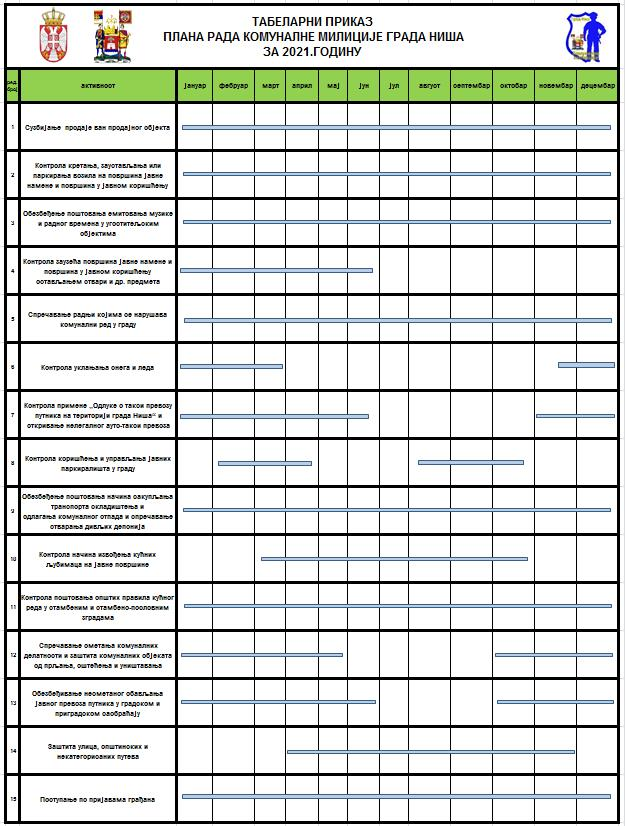 ТАБЕЛАРНИ ПРИКАЗ
ПЛАНА РАДА КОМУНАЛНЕ МИЛИЦИЈЕ ГРАДА НИША
ЗА 2021.ГОДИНУ
ред. број
активност
јануар фебруар март април мај јун јул август септембар октобар новембар децембар
1
Сузбијање продаје ван продајног објекта
2
Контрола кретања, заустављања или
паркирања возила на површина јавне
намене и површина у јавном коришћењу
3
Обезбеђење поштовања емитовања музике
и радног времена у угоститељским
објектима
4
Контрола заузећа површина јавне намене и
површина у јавном коришћењу
остављањем ствари и др. предмета
5
Спречавање радњи којима се нарушава
комунални ред у граду
6
Контрола уклањања снега и леда
7
Контрола примене „Одлуке о такси превозу
путника на територији града Ниша“ и
откривање нелегалног ауто-такси превоза
8
Контрола коришћења и управљања јавних
паркиралишта у граду
9
Обезбеђење поштовања начина сакупљања
транспорта складиштења и
одлагања комуналног отпада и спречавање
отварања дивљих депонија
10
Контрола начина извођења кућних
љубимаца на јавне површине
11
Контрола поштовања општих правила кућног
реда у стамбеним и стамбено-пословним
зградама
12
Спречавање ометања комуналних
делатности и заштита комуналних објеката
од прљања, оштећења и уништавања
13
Обезбеђивање неометаног обављања
јавног превоза путника у градском и
приградском саобраћају
14
Заштита улица, општинских и
некатегорисаних путева
15
Поступање по пријавама грађана